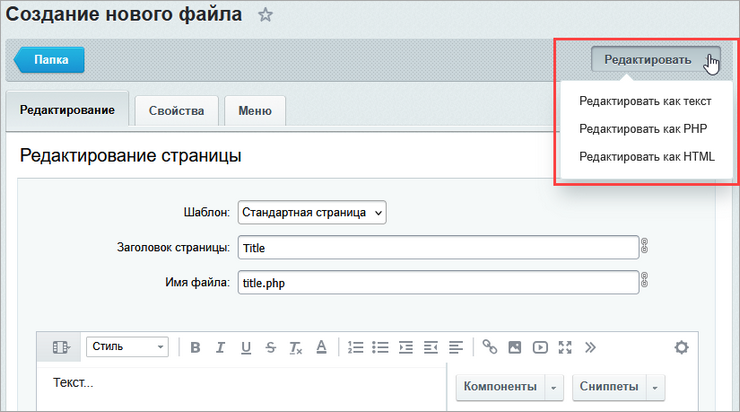 Создание нового файла
Папка
Редактировать
Редактировать как текст
Редактировать как PHP
Редактировать как HTML
Редактирование Свойства Меню
Редактирование страницы
Шаблон: Стандартная страница
Заголовок страницы: Title
Имя файла: title.php
Стиль B I U S Tx A
Текст...
Компоненты Сниппеты